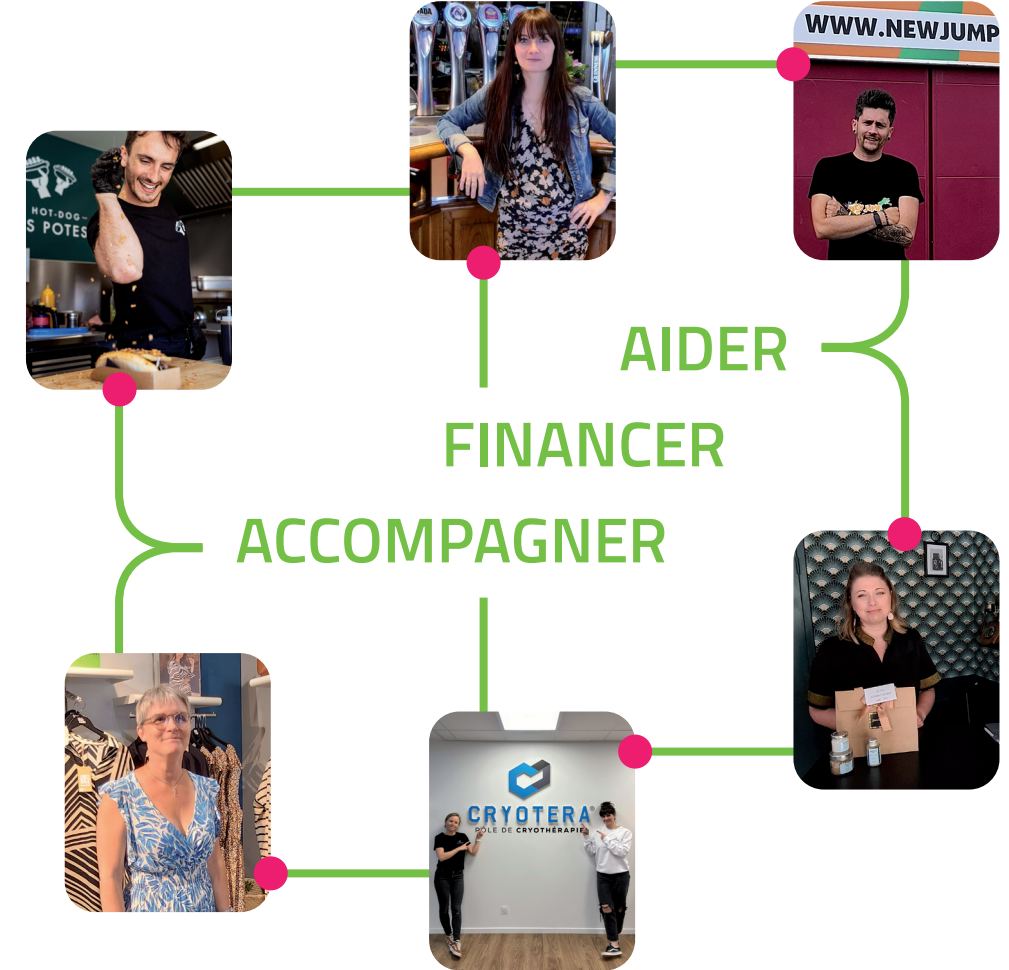 WWW.NEWJUMP
HOT-DOG
S POTES
AIDER
FINANCER
ACCOMPAGNER
CRYOTERA®
PÔLE DE CRYOTHÉRAPIE